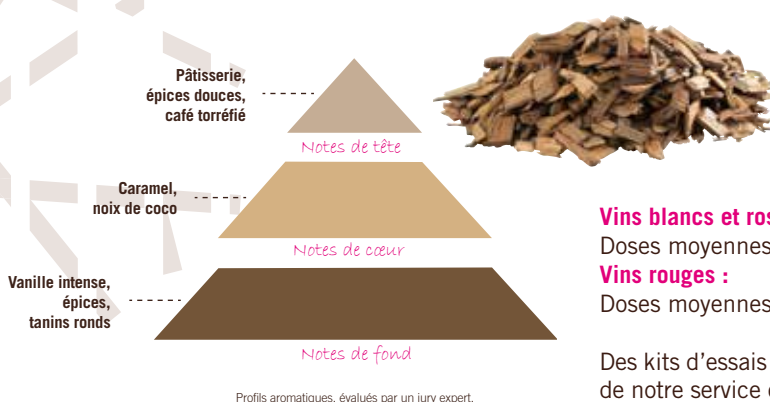 Pâtisserie,
épices douces,
café torréfié
Notes de tête
Caramel,
noix de coco
Notes de cœur
Vanille intense,
épices,
tanins ronds
Notes de fond
Profils aromatiques, évalués par un jury expert.
Vins blancs et
Doses moyennes
Vins rouges :
Doses moyennes
Des kits d'essais
de notre service